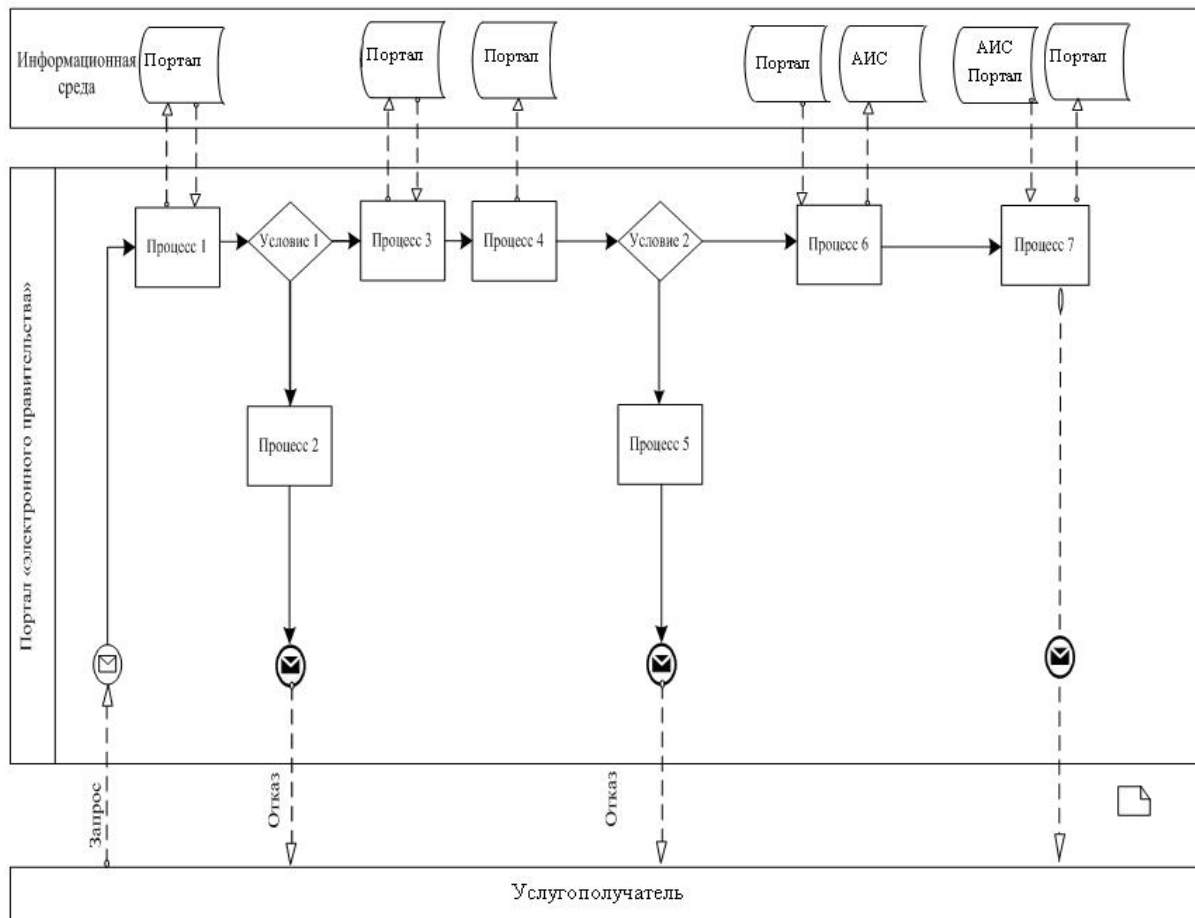 Информационная
среда
Портал
Портал
Портал
Портал
АИС
АИС
Портал
Портал
Портал «электронного правительства»
Процесс 1
Условие 1
Процесс 3
Процесс 4
Условие 2
Процесс 6
Процесс 7
Процесс 2
Процесс 5
Запрос
Отказ
Отказ
Услугополучатель